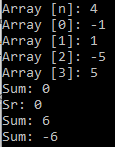 Array [n]: 4
Array [0]: -1
Array [1]: 1
Array [2]: -5
Array [3]: 5
Sum: 0
Sr: 0
Sum: 6
Sum: -6